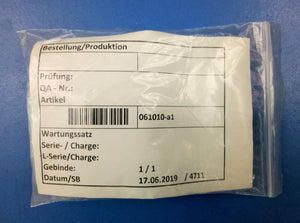 Bestellung/Produktion
Prüfung:
QA - Nr.:
Artikel
061010-a1
Wartungssatz
Serie- / Charge:
L-Serie/Charge:
Gebinde: 1 / 1
Datum/SB 17.06.2019 / 4711